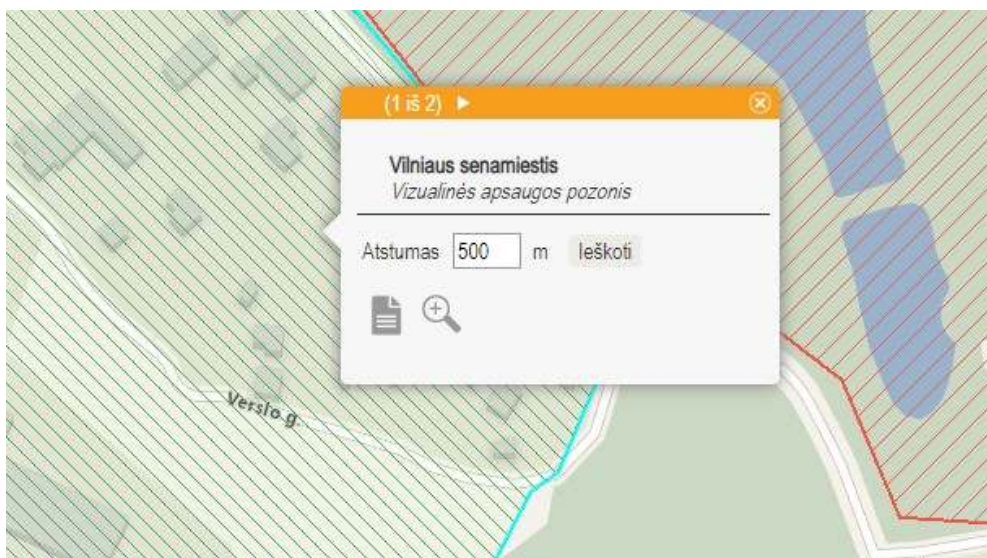 (1 iš 2)
Vilniaus senamiestis
Vizualinės apsaugos pozonis
Atstumas 500 m Ieškoti
Verslo g.